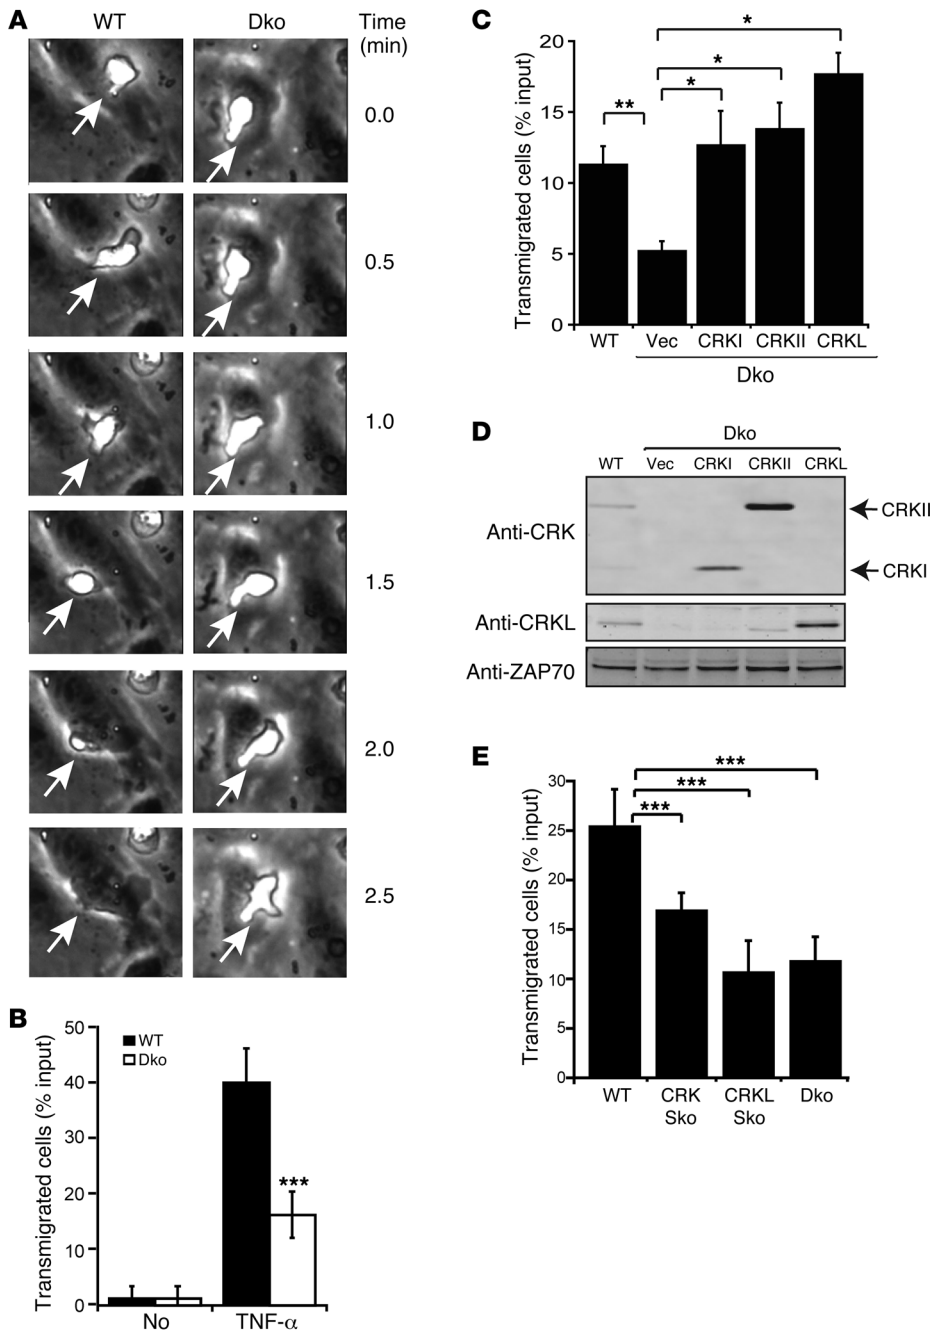 A
WT
Dko
Time
(min)
0.0
0.5
1.0
1.5
2.0
2.5
B
Transmigrated cells (% input)
50
40
30
20
10
0
WT
Dko
***
No
TNF-α
C
Transmigrated cells (% input)
20
15
10
5
0
*
*
*
**
WT
Vec
CRKI
CRKII
CRKL
Dko
D
Dko
WT
Vec
CRKI
CRKII
CRKL
Anti-CRK
CRKII
CRKI
Anti-CRKL
Anti-ZAP70
E
Transmigrated cells (% input)
30
25
20
15
10
5
0
***
***
***
WT
CRK
Sko
CRKL
Sko
Dko